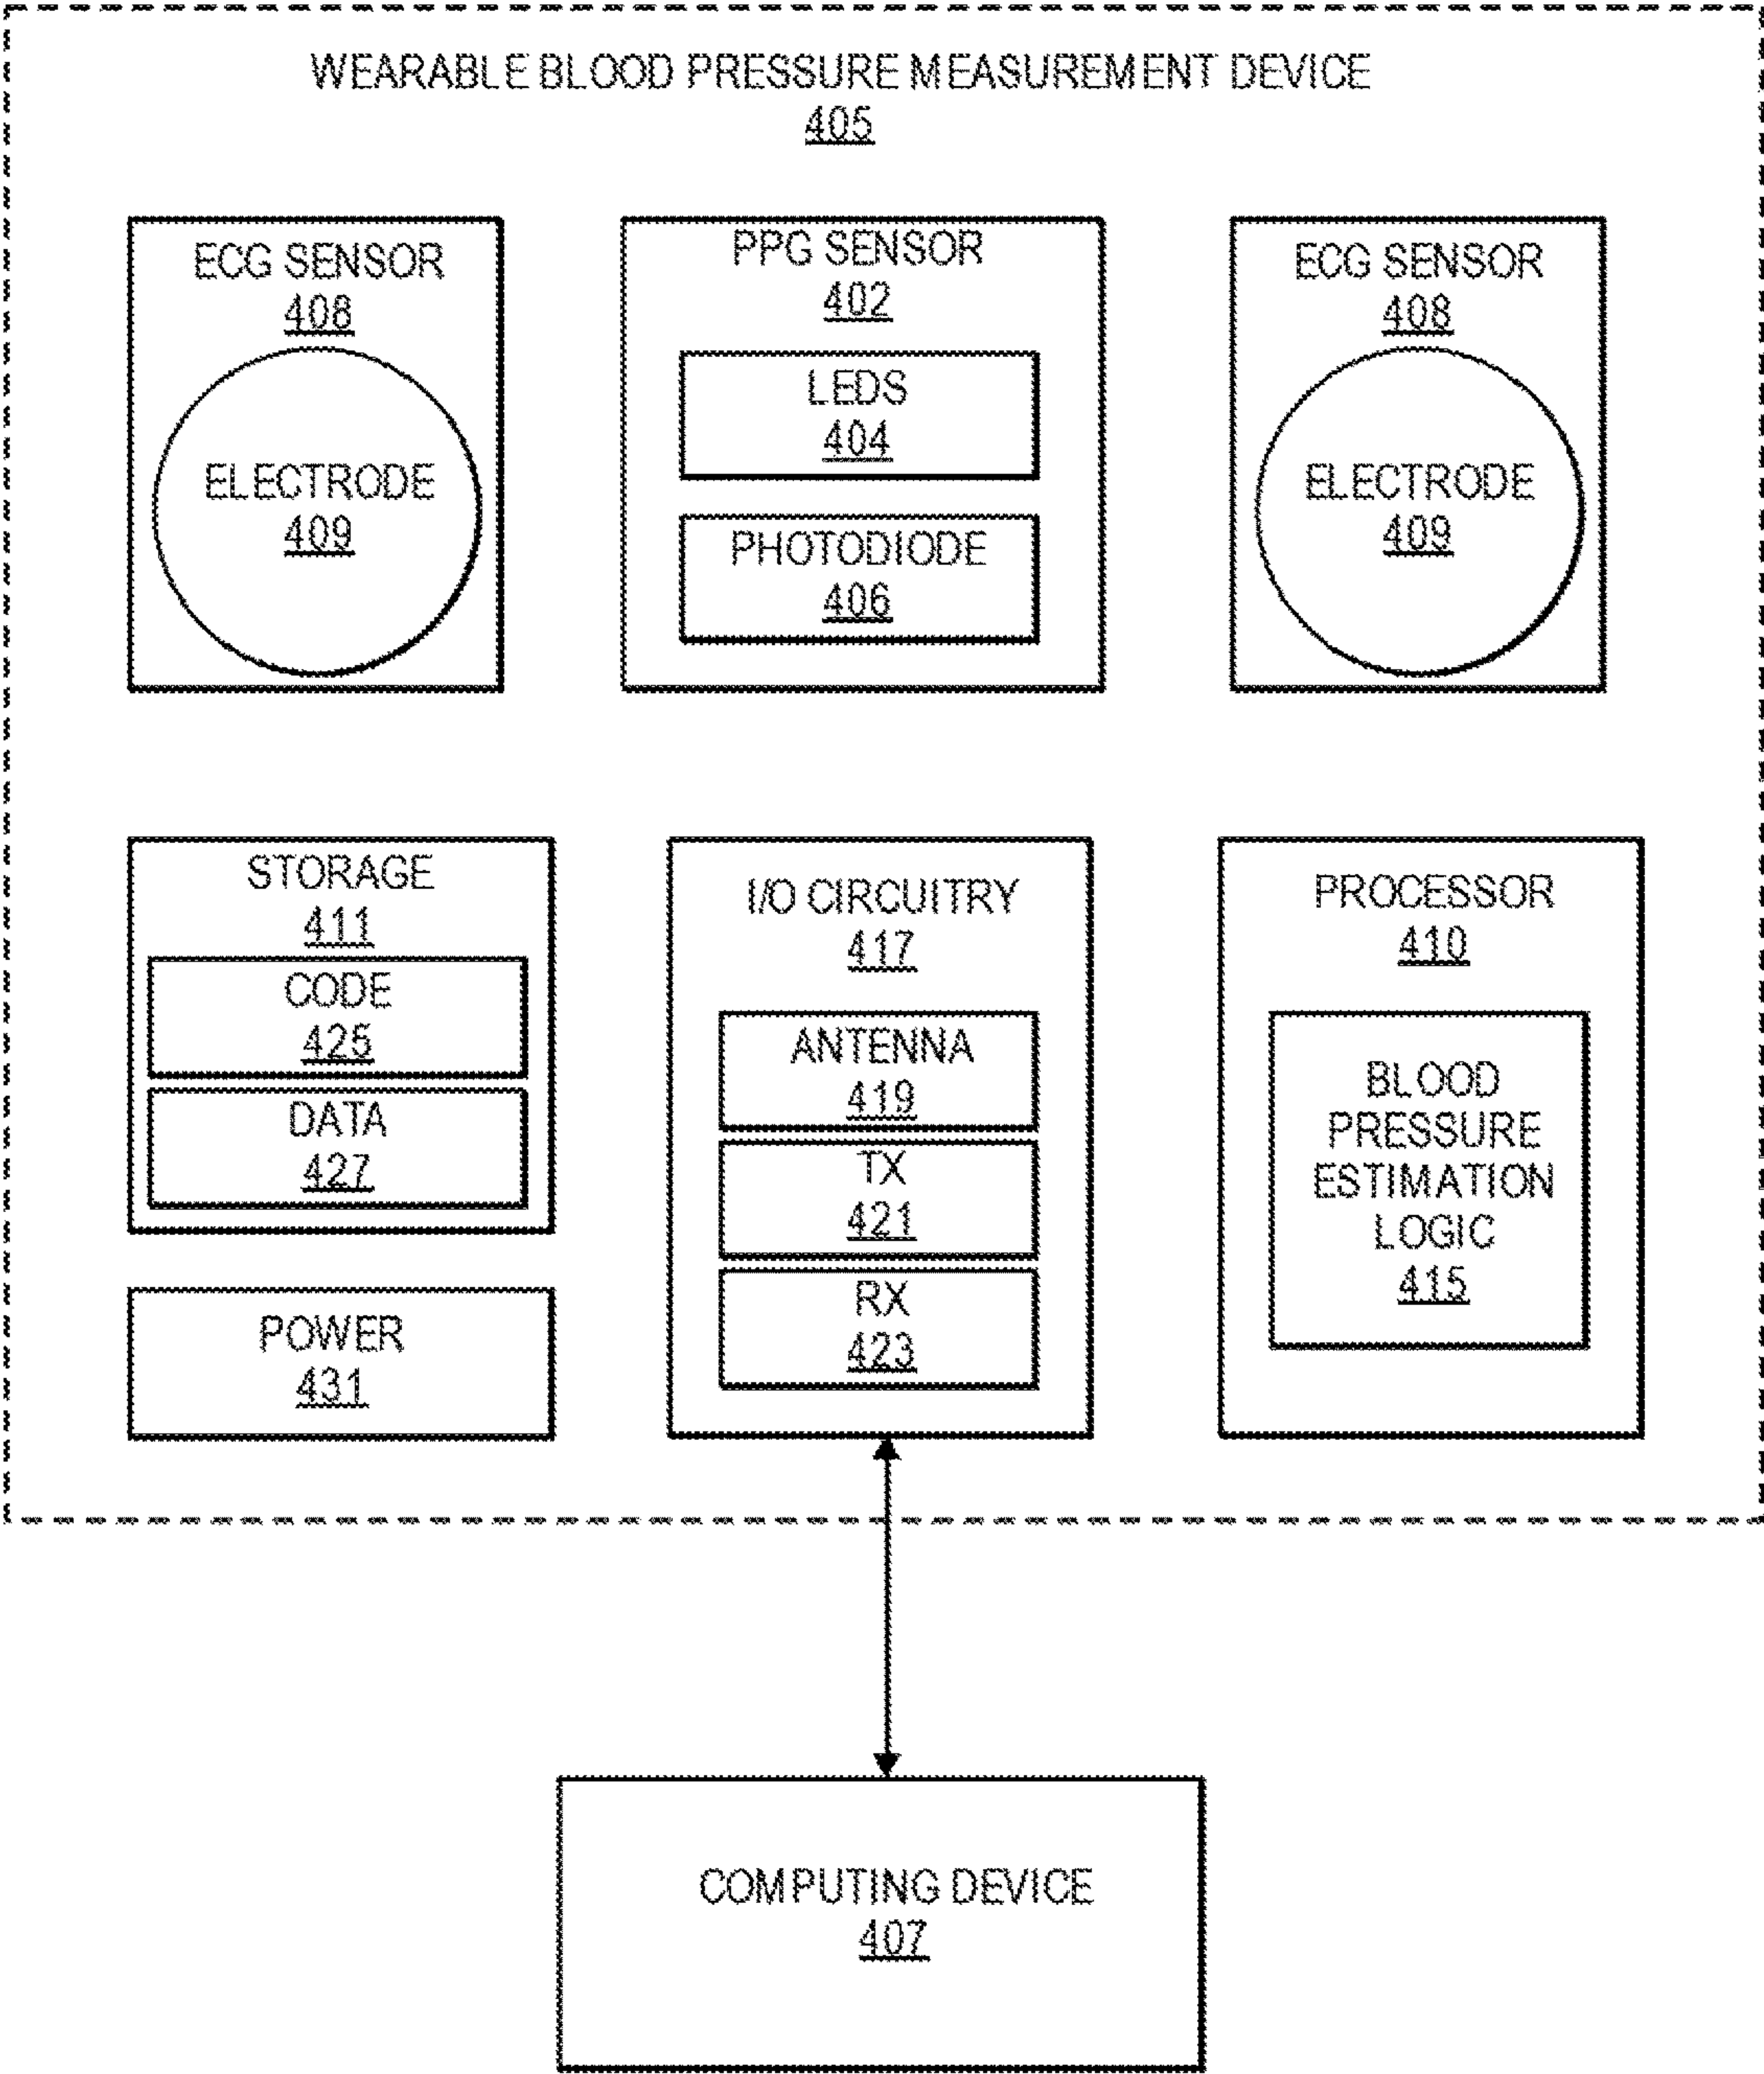 WEARABLE BLOOD PRESSURE MEASUREMENT DEVICE
405
ECG SENSOR
408
ELECTRODE
409
PPG SENSOR
402
LEDS
404
PHOTODIODE
406
ECG SENSOR
408
ELECTRODE
409
STORAGE
411
CODE
425
DATA
427
POWER
431
I/O CIRCUITRY
417
ANTENNA
419
TX
421
RX
423
PROCESSOR
410
BLOOD
PRESSURE
ESTIMATION
LOGIC
415
COMPUTING DEVICE
407